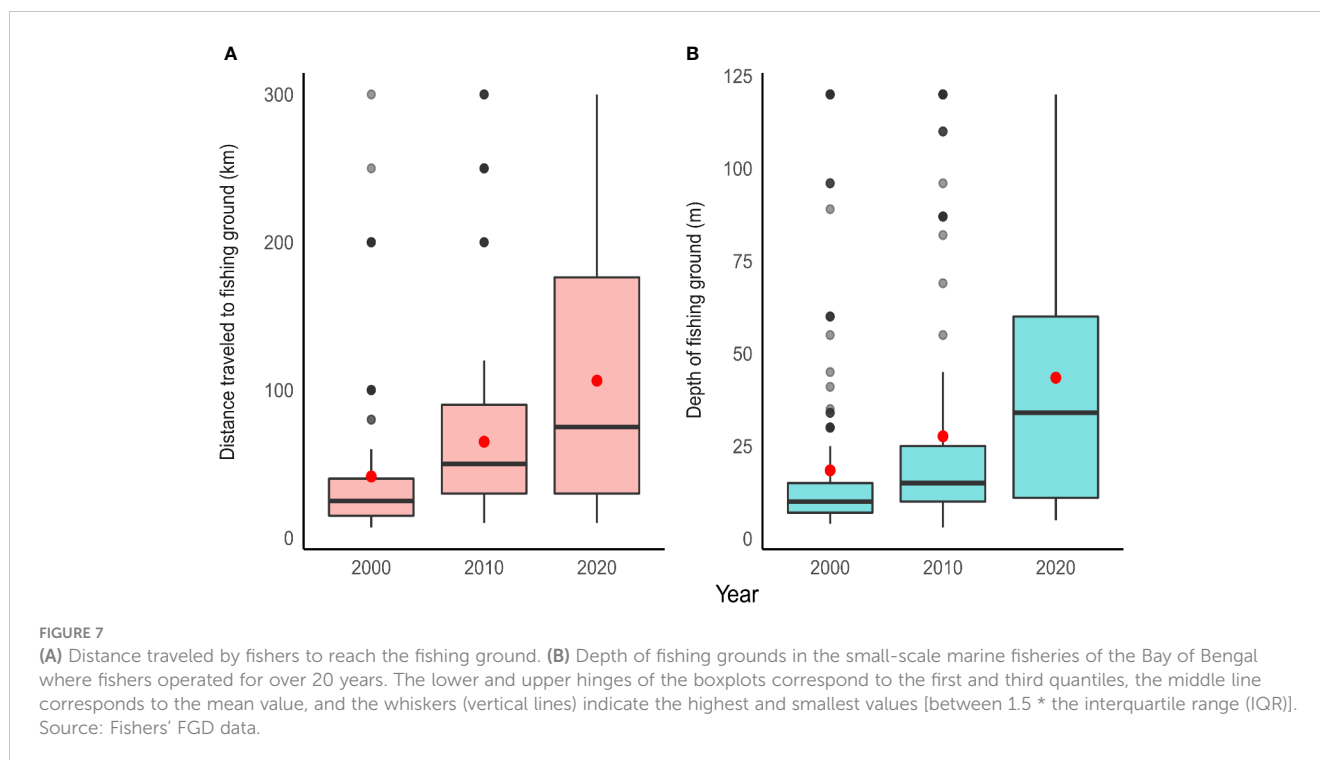 A
B
Distance traveled to fishing ground (km)
300
200
100
0
2000 2010 2020
Depth of fishing ground (m)
125
100
75
50
25
0
2000 2010 2020
Year
FIGURE 7
(A) Distance traveled by fishers to reach the fishing ground. (B) Depth of fishing grounds in the small-scale marine fisheries of the Bay of Bengal
where fishers operated for over 20 years. The lower and upper hinges of the boxplots correspond to the first and third quantiles, the middle line
corresponds to the mean value, and the whiskers (vertical lines) indicate the highest and smallest values [between 1.5 * the interquartile range (IQR)].
Source: Fishers’ FGD data.